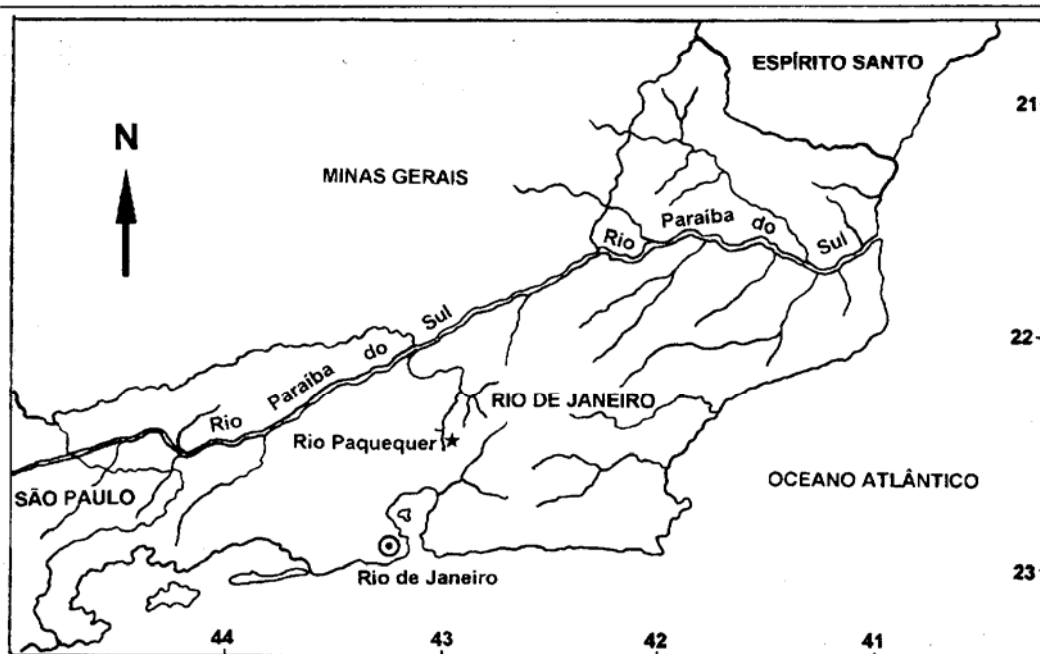 ESPÍRITO SANTO
21
N
MINAS GERAIS
Rio Paraíba do Sul
22
Rio Paraíba do Sul
RIO DE JANEIRO
Rio Paquequer
OCEANO ATLÂNTICO
SÃO PAULO
Rio de Janeiro
23
44 43 42 41